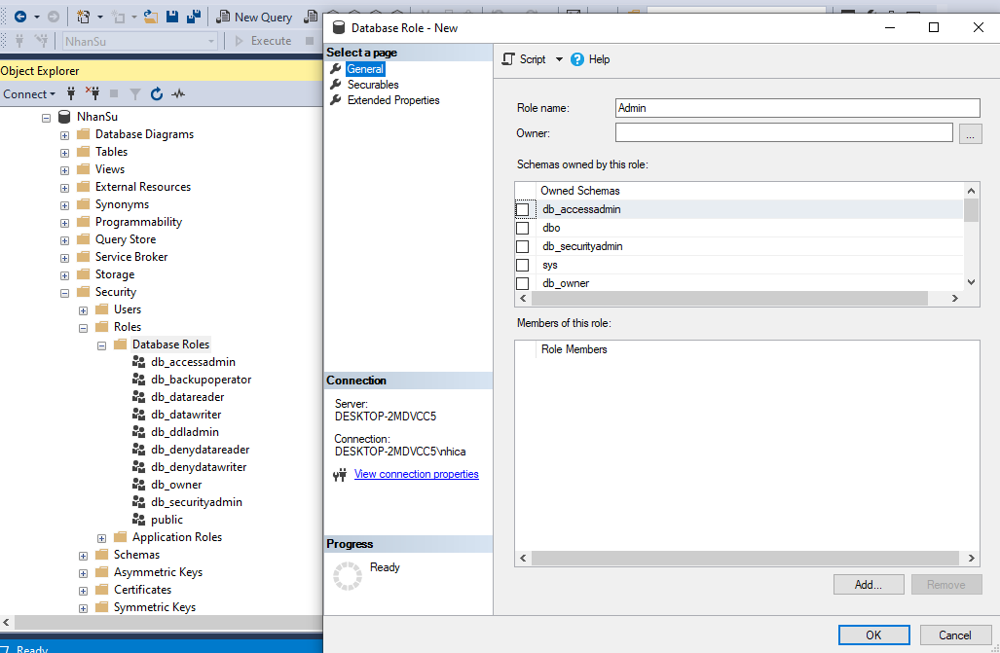 New Query
NhanSu
Execute
Object Explorer
Connect
NhanSu
Database Diagrams
Tables
Views
External Resources
Synonyms
Programmability
Query Store
Service Broker
Storage
Security
Users
Roles
Database Roles
db_accessadmin
db_backupoperator
db_datareader
db_datawriter
db_ddladmin
db_denydatareader
db_denydatawriter
db_owner
db_securityadmin
public
Application Roles
Schemas
Asymmetric Keys
Certificates
Symmetric Keys
Ready
Database Role - New
Select a page
General
Securables
Extended Properties
Connection
Server:
DESKTOP-2MDVCC5
Connection:
DESKTOP-2MDVCC5\nhica
View connection properties
Progress
Ready
Script
Help
Role name:
Admin
Owner:
...
Schemas owned by this role:
Owned Schemas
db_accessadmin
dbo
db_securityadmin
sys
db_owner
Members of this role:
Role Members
Add...
Remove
OK
Cancel